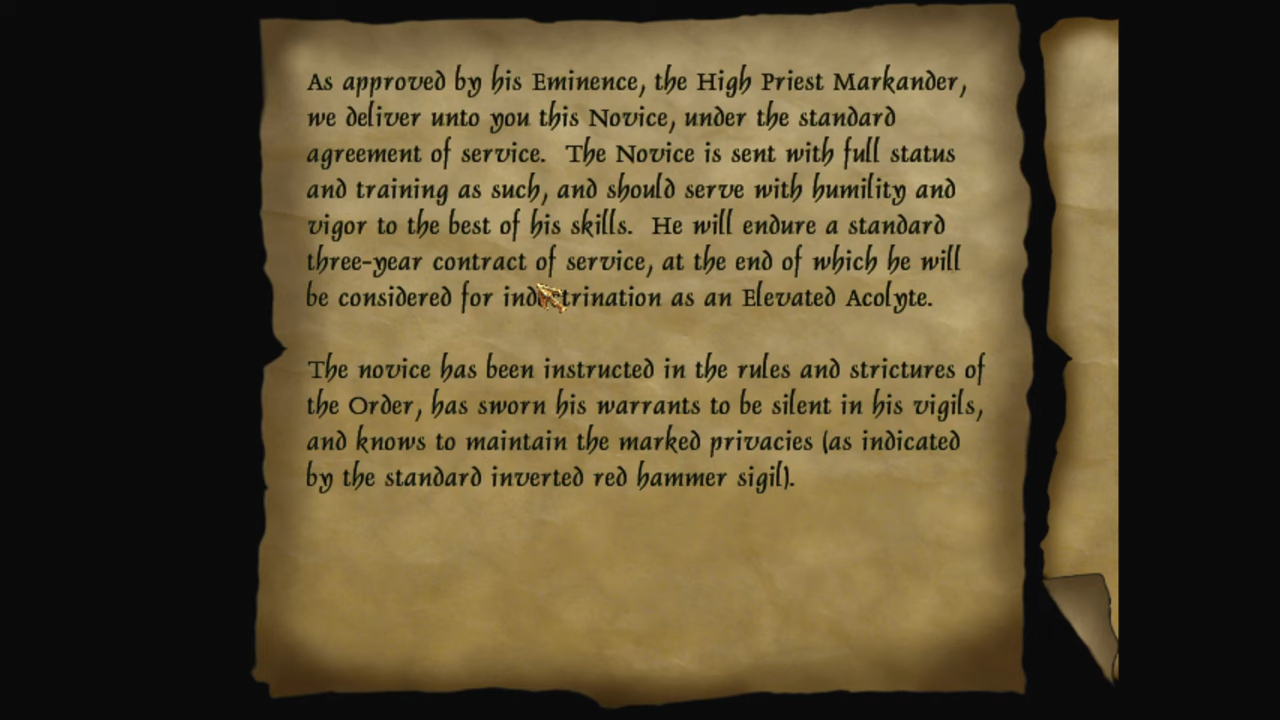 As approved by his Eminence, the High Priest Markander,
we deliver unto you this Novice, under the standard
agreement of service.  The Novice is sent with full status
and training as such, and should serve with humility and
vigor to the best of his skills.  He will endure a standard
three-year contract of service, at the end of which he will
be considered for indoctrination as an Elevated Acolyte.

The novice has been instructed in the rules and strictures of
the Order, has sworn his warrants to be silent in his vigils,
and knows to maintain the marked privacies (as indicated
by the standard inverted red hammer sigil).